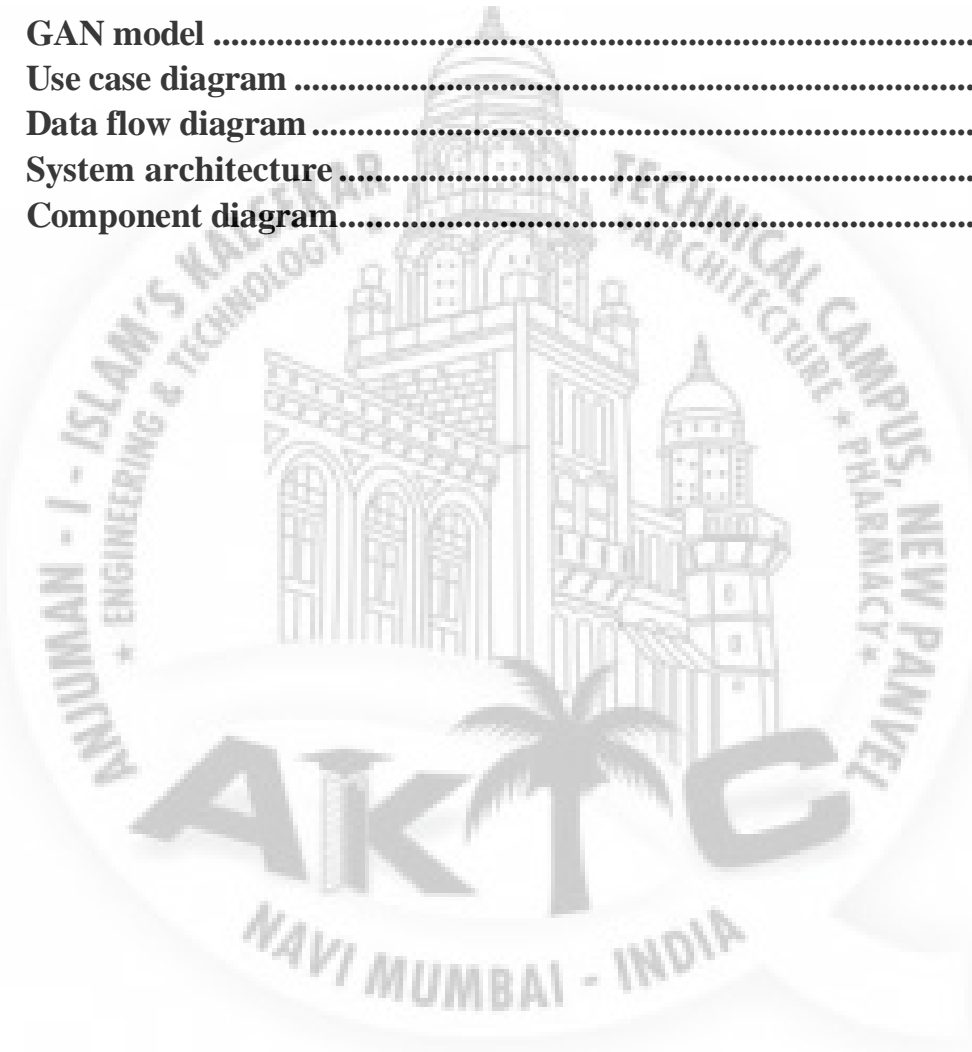 GAN model ....................................................................................
Use case diagram ...........................................................................
Data flow diagram .........................................................................
System architecture ......................................................................
Component diagram......................................................................
ANJUMAN - I - ISLAM'S KALSEKAR TECHNICAL CAMPUS, NEW PANVEL
* ENGINEERING & TECHNOLOGY * *ARCHITECTURE * PHARMACY*
AKTC
NAVI MUMBAI - INDIA